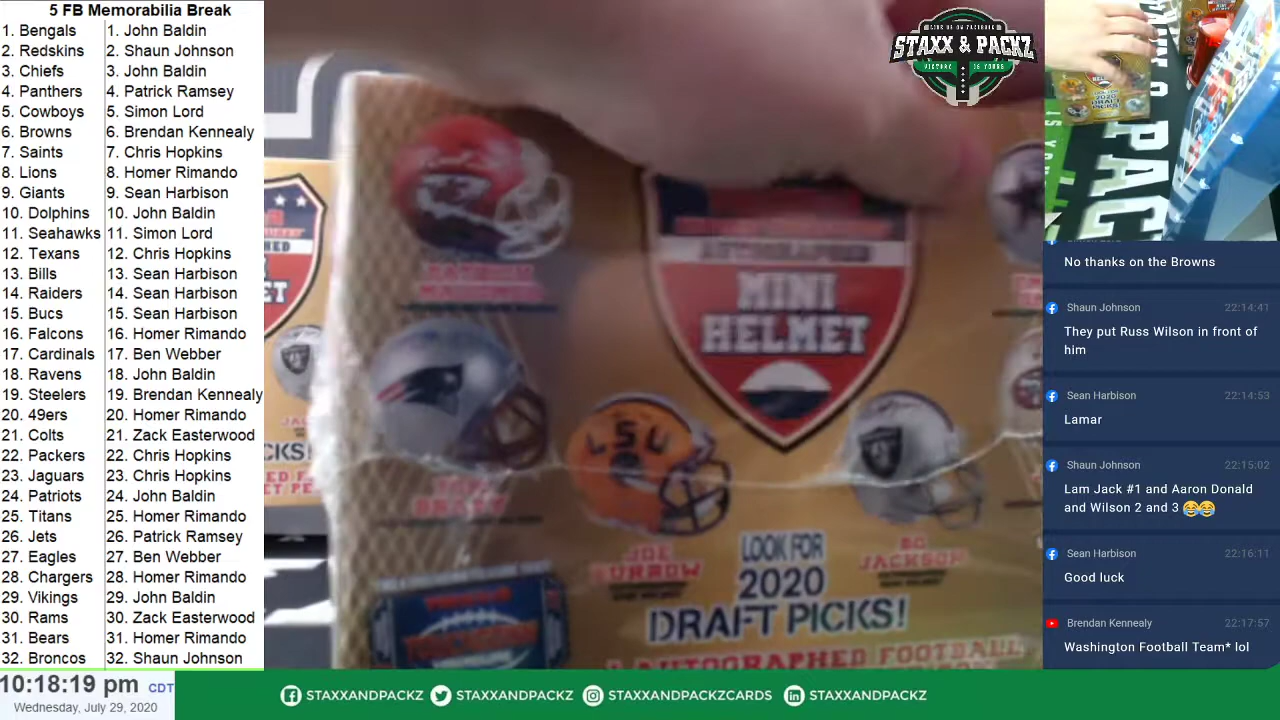 5 FB Memorabilia Break
1. Bengals 1. John Baldin
2. Redskins 2. Shaun Johnson
3. Chiefs 3. John Baldin
4. Panthers 4. Patrick Ramsey
5. Cowboys 5. Simon Lord
6. Browns 6. Brendan Kennealy
7. Saints 7. Chris Hopkins
8. Lions 8. Homer Rimando
9. Giants 9. Sean Harbison
10. Dolphins 10. John Baldin
11. Seahawks 11. Simon Lord
12. Texans 12. Chris Hopkins
13. Bills 13. Sean Harbison
14. Raiders 14. Sean Harbison
15. Bucs 15. Sean Harbison
16. Falcons 16. Homer Rimando
17. Cardinals 17. Ben Webber
18. Ravens 18. John Baldin
19. Steelers 19. Brendan Kennealy
20. 49ers 20. Homer Rimando
21. Colts 21. Zack Easterwood
22. Packers 22. Chris Hopkins
23. Jaguars 23. Chris Hopkins
24. Patriots 24. John Baldin
25. Titans 25. Homer Rimando
26. Jets 26. Patrick Ramsey
27. Eagles 27. Ben Webber
28. Chargers 28. Homer Rimando
29. Vikings 29. John Baldin
30. Rams 30. Zack Easterwood
31. Bears 31. Homer Rimando
32. Broncos 32. Shaun Johnson
10:18:19 pm CDT
Wednesday, July 29, 2020
AUTOGRAPHED
MINI
HELMET
LSU
JOE
BURROW
BO
JACKSON
LOOK FOR
2020
DRAFT PICKS!
1 AUTOGRAPHED FOOTBALL
LIKE US ON FACEBOOK
STAXX & PACKZ
VICTORY IS YOURS
PAC
No thanks on the Browns
Shaun Johnson 22:14:41
They put Russ Wilson in front of
him
Sean Harbison 22:14:53
Lamar
Shaun Johnson 22:15:02
Lam Jack #1 and Aaron Donald
and Wilson 2 and 3 😂😂
Sean Harbison 22:16:11
Good luck
Brendan Kennealy 22:17:57
Washington Football Team* lol
STAXXANDPACKZ STAXXANDPACKZ STAXXANDPACKZCARDS STAXXANDPACKZ